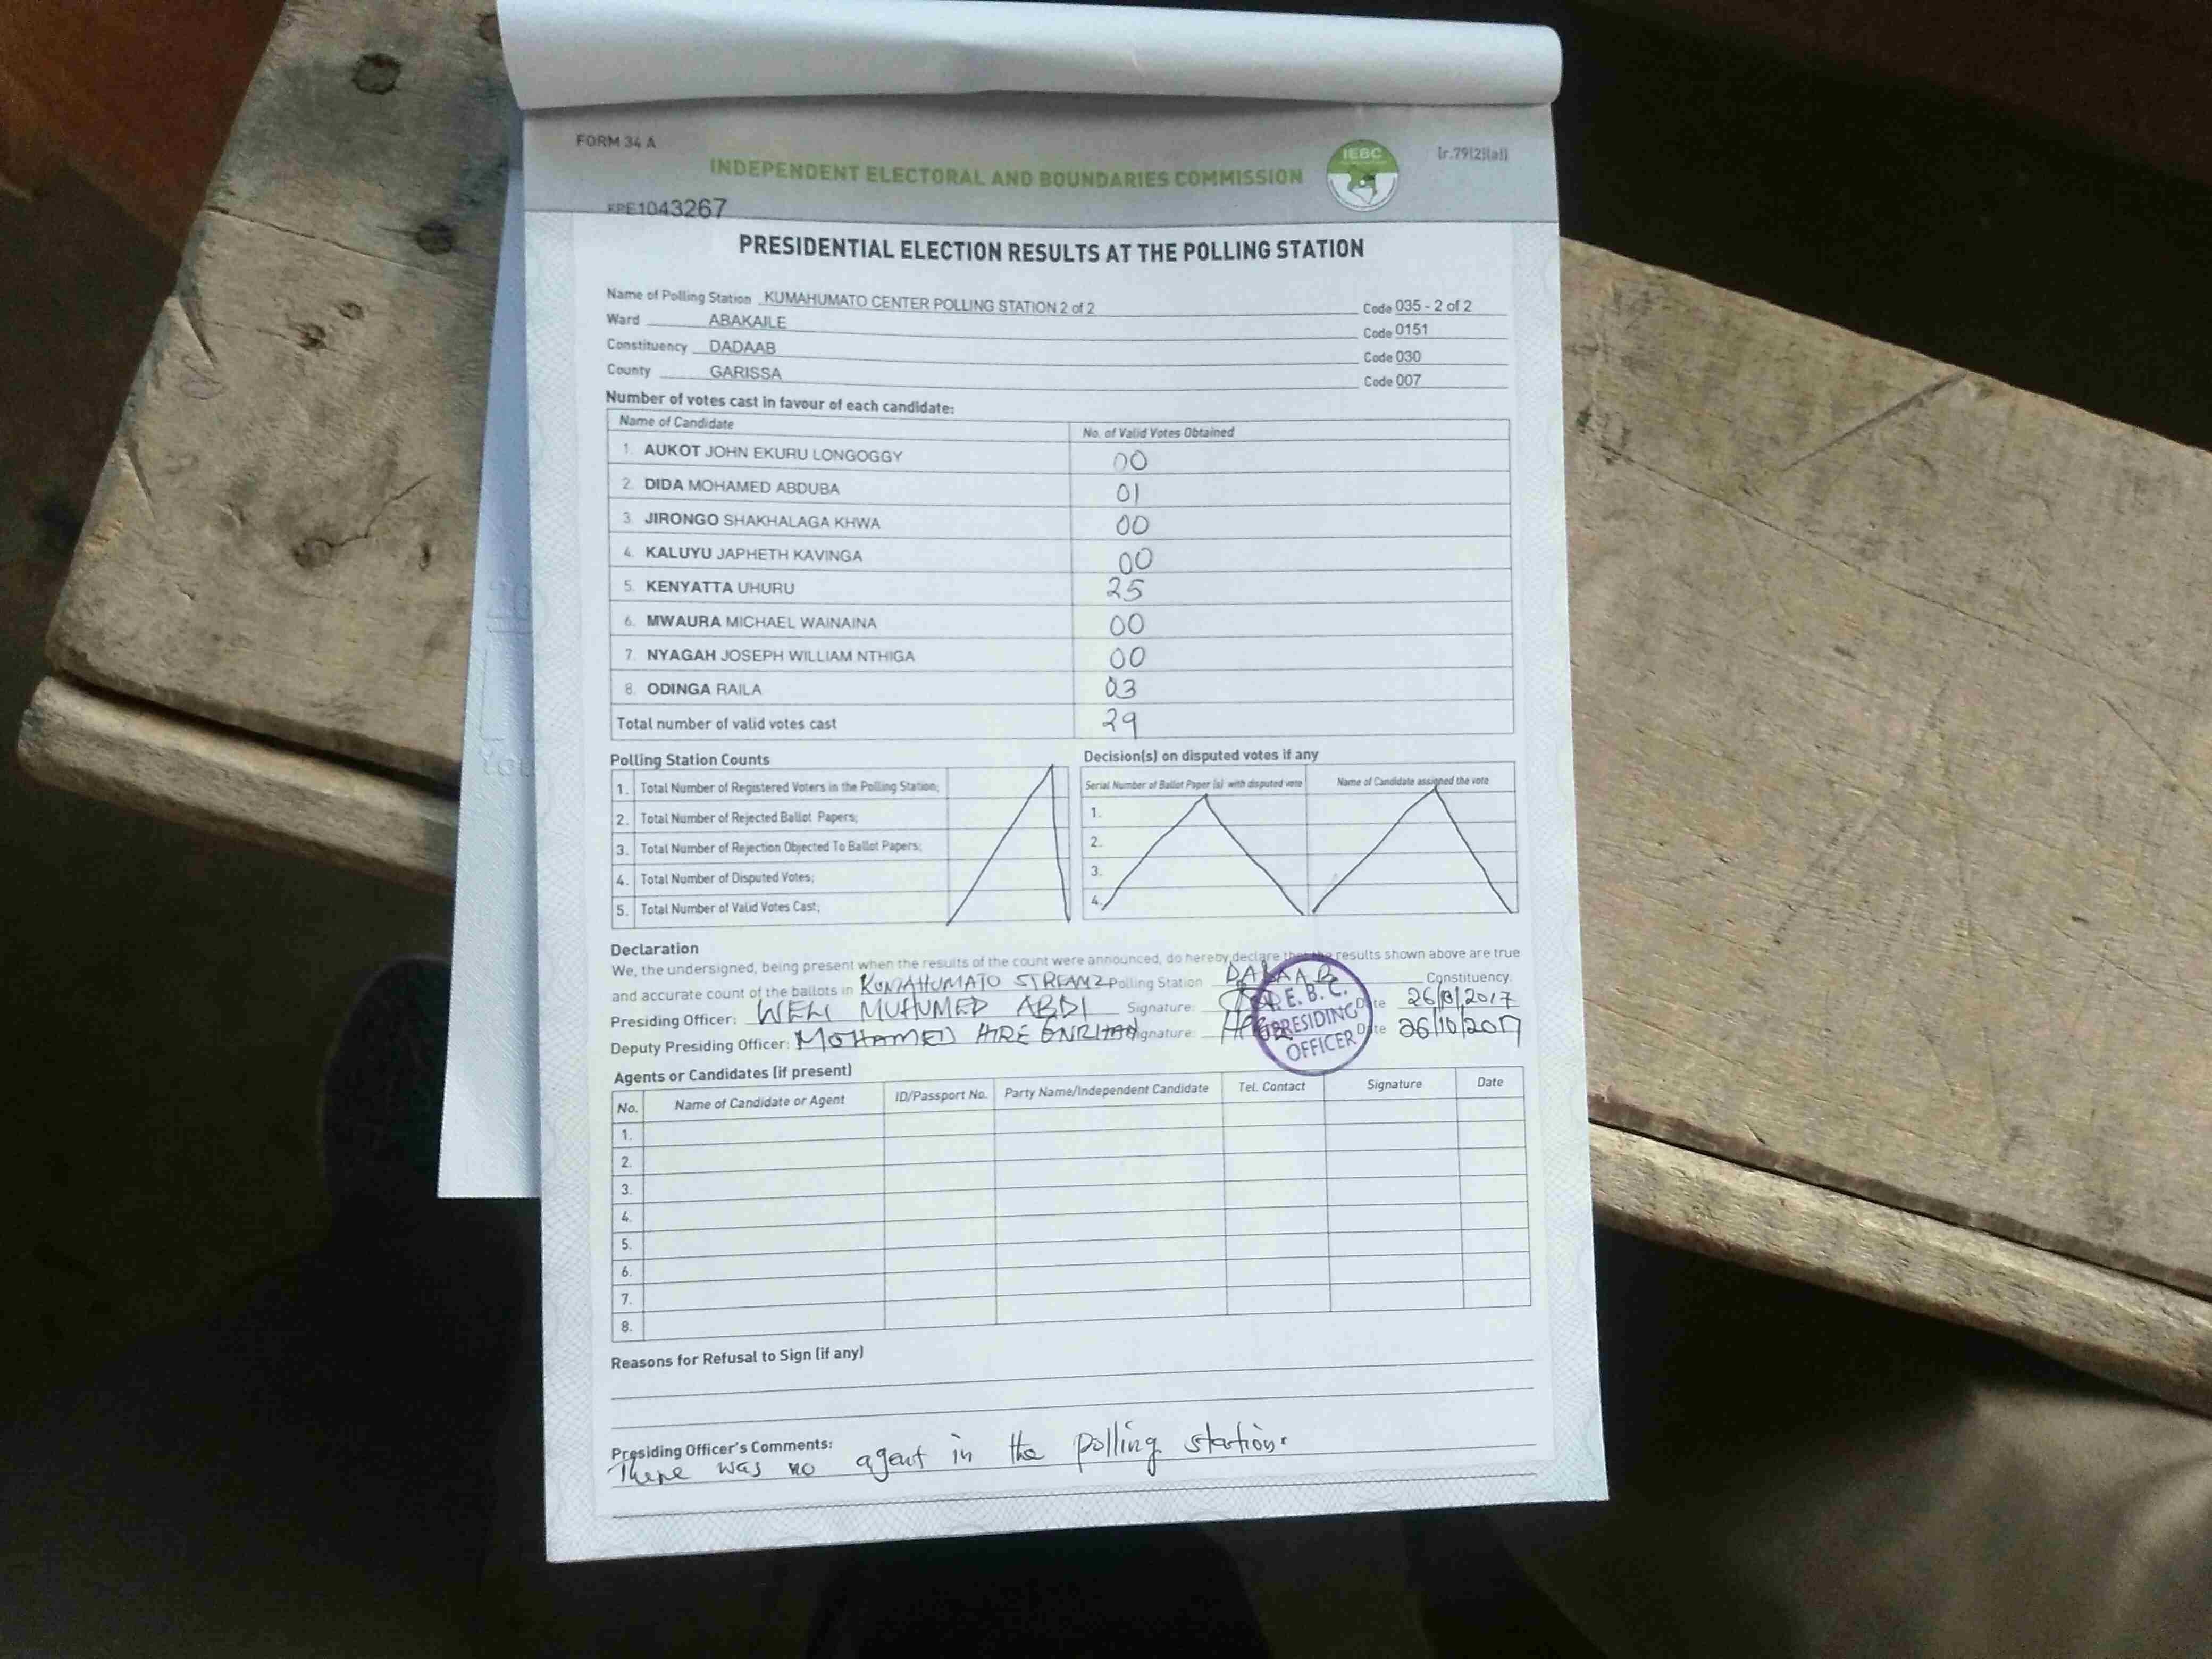 FORM 34 A
[r.79(2)(a)]
INDEPENDENT ELECTORAL AND BOUNDARIES COMMISSION
IEBC
KPE1043267
PRESIDENTIAL ELECTION RESULTS AT THE POLLING STATION
Name of Polling Station KUMAHUMATO CENTER POLLING STATION 2 of 2 Code 035 - 2 of 2
Ward ABAKAILE Code 0151
Constituency DADAAB Code 030
County GARISSA Code 007
Number of votes cast in favour of each candidate:
Name of Candidate No. of Valid Votes Obtained
1. AUKOT JOHN EKURU LONGOGGY 00
2. DIDA MOHAMED ABDUBA 01
3. JIRONGO SHAKHALAGA KHWA 00
4. KALUYU JAPHETH KAVINGA 00
5. KENYATTA UHURU 25
6. MWAURA MICHAEL WAINAINA 00
7. NYAGAH JOSEPH WILLIAM NTHIGA 00
8. ODINGA RAILA 03
Total number of valid votes cast 29
Polling Station Counts
1. Total Number of Registered Voters in the Polling Station;
2. Total Number of Rejected Ballot Papers;
3. Total Number of Rejection Objected To Ballot Papers;
4. Total Number of Disputed Votes;
5. Total Number of Valid Votes Cast;
Decision(s) on disputed votes if any
Serial Number of Ballot Paper (s) with disputed vote Name of Candidate assigned the vote
1.
2.
3.
4.
Declaration
We, the undersigned, being present when the results of the count were announced, do hereby declare that the results shown above are true
and accurate count of the ballots in KUMAHUMATO STREAM2 Polling Station DADAAB Constituency.
Presiding Officer: WELI MUHUMED ABDI Signature: Date 26/10/2017
Deputy Presiding Officer: MOHAMED HIRE Signature: Date 26/10/2017
I.E.B.C.
PRESIDING
OFFICER
Agents or Candidates (if present)
No. Name of Candidate or Agent ID/Passport No. Party Name/Independent Candidate Tel. Contact Signature Date
1.
2.
3.
4.
5.
6.
7.
8.
Reasons for Refusal to Sign (if any)
Presiding Officer's Comments:
There was no agent in the polling station.